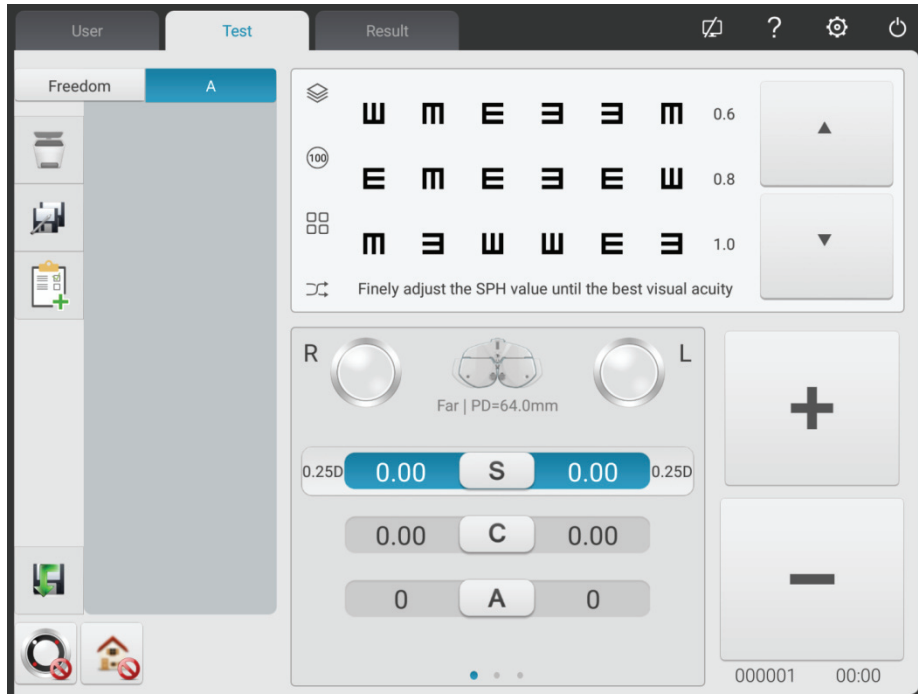 User Test Result ?
Freedom A
Ш m E Ǝ Ǝ m 0.6
100
E m E Ǝ E Ш 0.8
m Ǝ Ш Ш E Ǝ 1.0
Finely adjust the SPH value until the best visual acuity
R L
Far | PD=64.0mm
0.25D 0.00 S 0.00 0.25D
0.00 C 0.00
0 A 0
000001 00:00